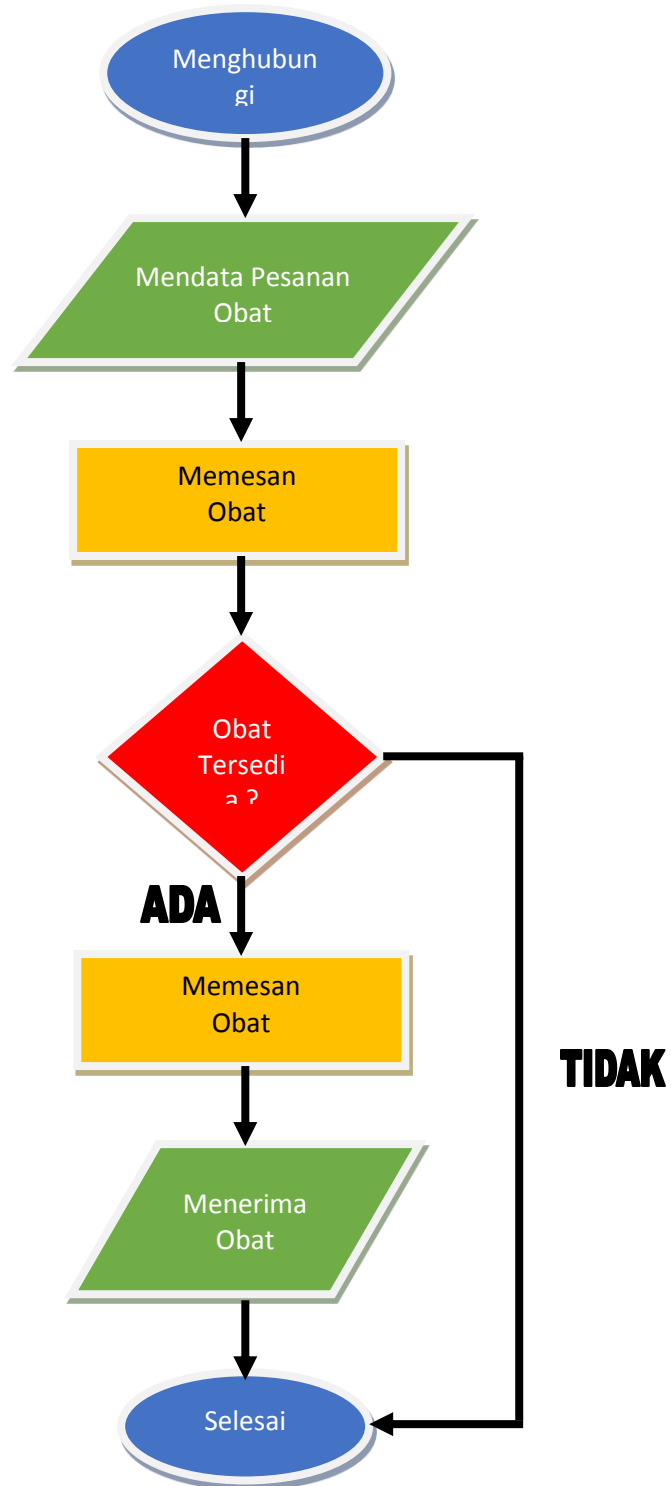 Menghubun
gi
Mendata Pesanan
Obat
Memesan
Obat
Obat
Tersedi
a ?
ADA
Memesan
Obat
TIDAK
Menerima
Obat
Selesai